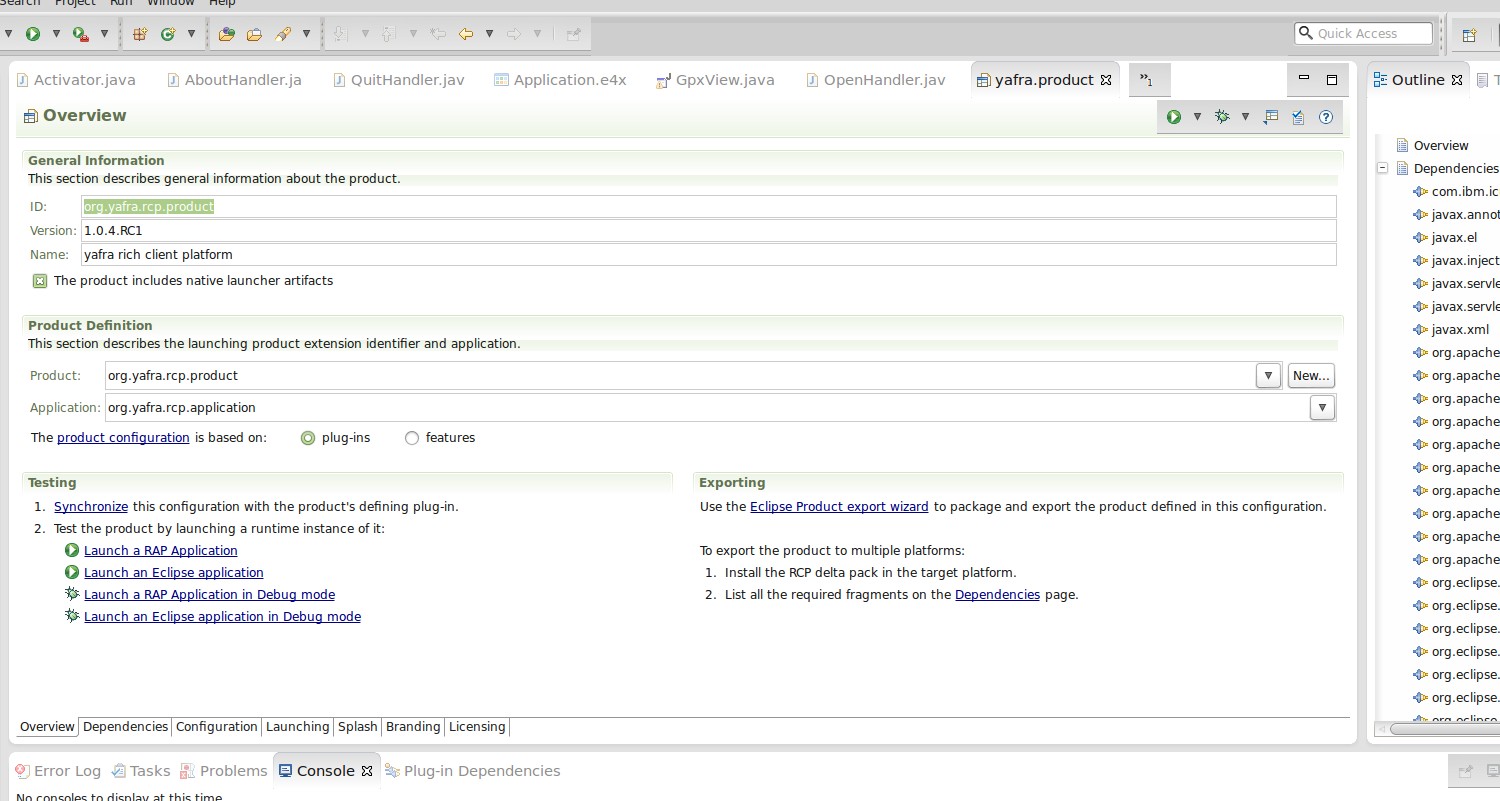 Search Project Run Window Help
Quick Access
Activator.java AboutHandler.ja QuitHandler.jav Application.e4x GpxView.java OpenHandler.jav yafra.product »1
Outline T
Overview
General Information
This section describes general information about the product.
ID: org.yafra.rcp.product
Version: 1.0.4.RC1
Name: yafra rich client platform
The product includes native launcher artifacts
Product Definition
This section describes the launching product extension identifier and application.
Product: org.yafra.rcp.product New...
Application: org.yafra.rcp.application
The product configuration is based on: plug-ins features
Testing
1. Synchronize this configuration with the product's defining plug-in.
2. Test the product by launching a runtime instance of it:
Launch a RAP Application
Launch an Eclipse application
Launch a RAP Application in Debug mode
Launch an Eclipse application in Debug mode
Exporting
Use the Eclipse Product export wizard to package and export the product defined in this configuration.
To export the product to multiple platforms:
1. Install the RCP delta pack in the target platform.
2. List all the required fragments on the Dependencies page.
Overview Dependencies Configuration Launching Splash Branding Licensing
Overview
Dependencies
com.ibm.ic
javax.annot
javax.el
javax.inject
javax.servle
javax.servle
javax.xml
org.apache
org.apache
org.apache
org.apache
org.apache
org.apache
org.apache
org.apache
org.apache
org.apache
org.eclipse.
org.eclipse.
org.eclipse.
org.eclipse.
org.eclipse.
org.eclipse.
org.eclipse
Error Log Tasks Problems Console Plug-in Dependencies
No consoles to display at this time.